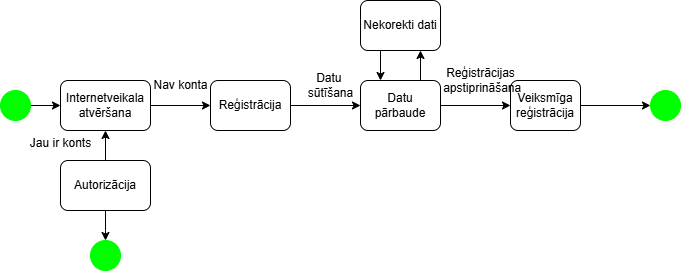 Nekorekti dati
Internetveikala
atvēršana
Nav konta
Reģistrācija
Datu
sūtīšana
Datu
pārbaude
Reģistrācijas
apstiprināšana
Veiksmīga
reģistrācija
Jau ir konts
Autorizācija